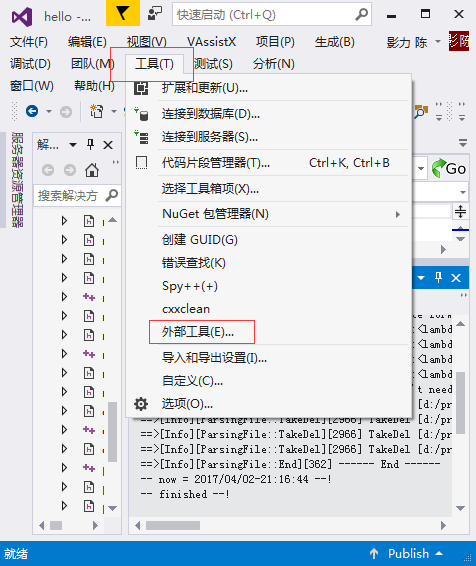 hello -
快速启动 (Ctrl+Q)
文件(F) 编辑(E) 视图(V) VAssistX 项目(P) 生成(B) 影力 陈 影陈
调试(D) 团队(M) 工具(T) 测试(S) 分析(N)
窗口(W) 帮助(H)
扩展和更新(U)...
连接到数据库(D)...
连接到服务器(S)...
代码片段管理器(T)... Ctrl+K, Ctrl+B
选择工具箱项(X)...
NuGet 包管理器(N)
创建 GUID(G)
错误查找(K)
Spy++(+)
cxxclean
外部工具(E)...
导入和导出设置(I)...
自定义(C)...
选项(O)...
服务器资源管理器
解...
搜索解决方
Go
<lambd
<lambd
<lambd
t need
==>[Info][ParsingFile::TakeDel][2966] TakeDel [d:/pr
==>[Info][ParsingFile::TakeDel][2966] TakeDel [d:/pr
==>[Info][ParsingFile::TakeDel][2966] TakeDel [d:/pr
==>[Info][ParsingFile::End][362] ------ End ------
-- now = 2017/04/02-21:16:44 --!
-- finished --!
就绪 Publish